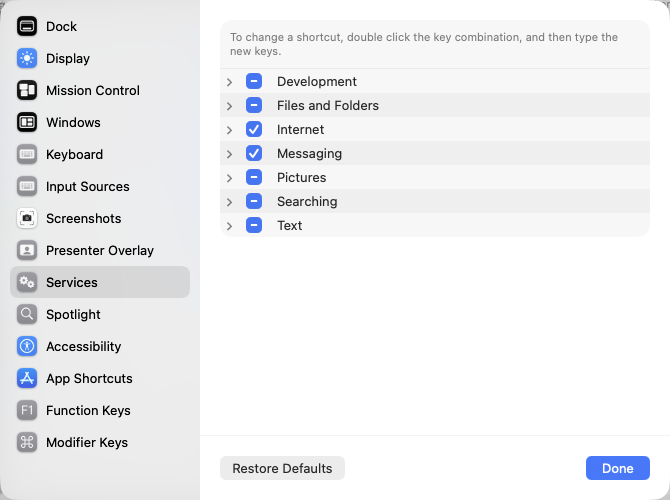 Dock
Display
Mission Control
Windows
Keyboard
Input Sources
Screenshots
Presenter Overlay
Services
Spotlight
Accessibility
App Shortcuts
F1 Function Keys
Modifier Keys
To change a shortcut, double click the key combination, and then type the
new keys.
Development
Files and Folders
Internet
Messaging
Pictures
Searching
Text
Restore Defaults
Done